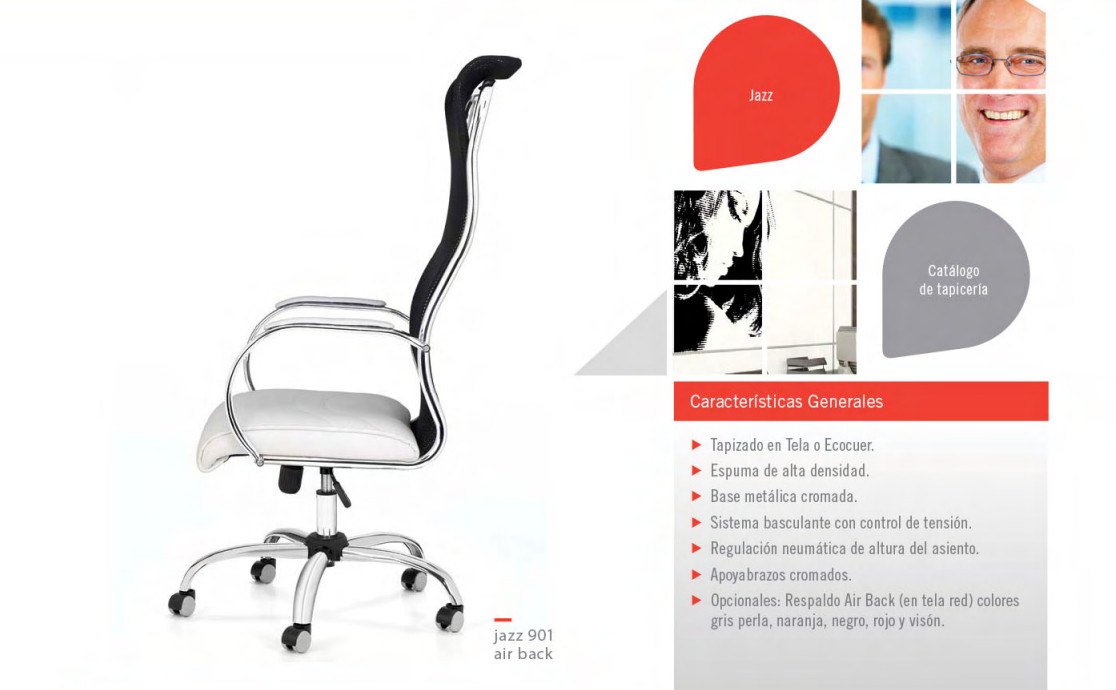 Jazz
Catálogo
de tapicería
Características Generales
Tapizado en Tela o Ecocuer.
Espuma de alta densidad.
Base metálica cromada.
Sistema basculante con control de tensión.
Regulación neumática de altura del asiento.
Apoyabrazos cromados.
Opcionales: Respaldo Air Back (en tela red) colores
gris perla, naranja, negro, rojo y visón.
jazz 901
air back